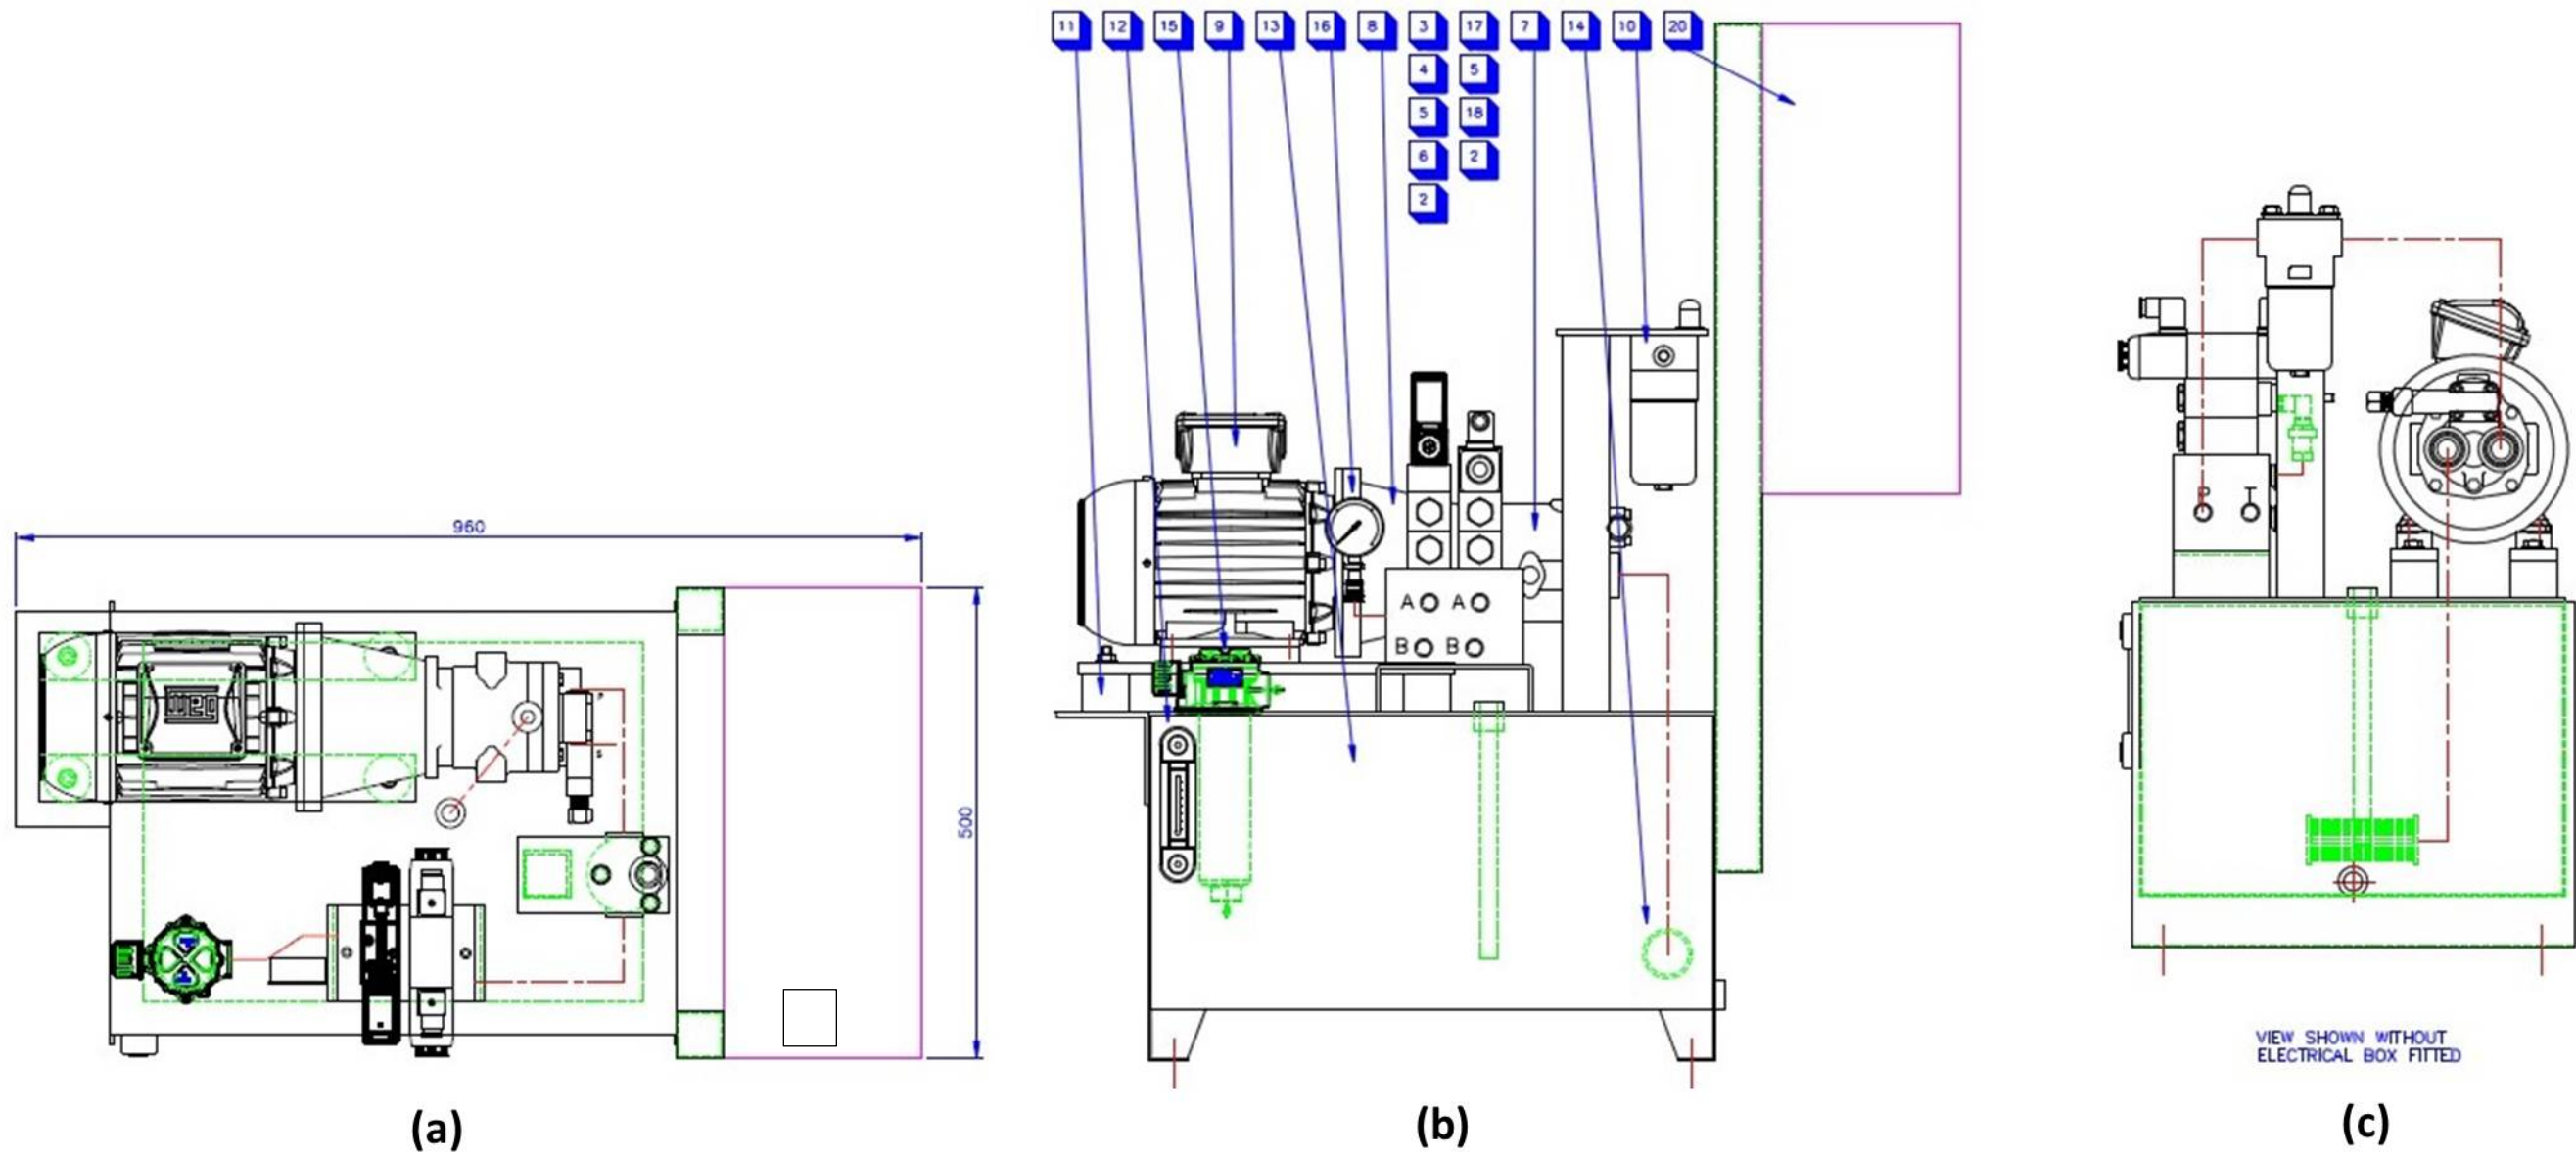 11 12 15 9 13 16 8 3 17 7 14 10 20
4 5
5 18
6 2
2
960
500
A A
B B
P T
VIEW SHOWN WITHOUT
ELECTRICAL BOX FITTED
(a) (b) (c)